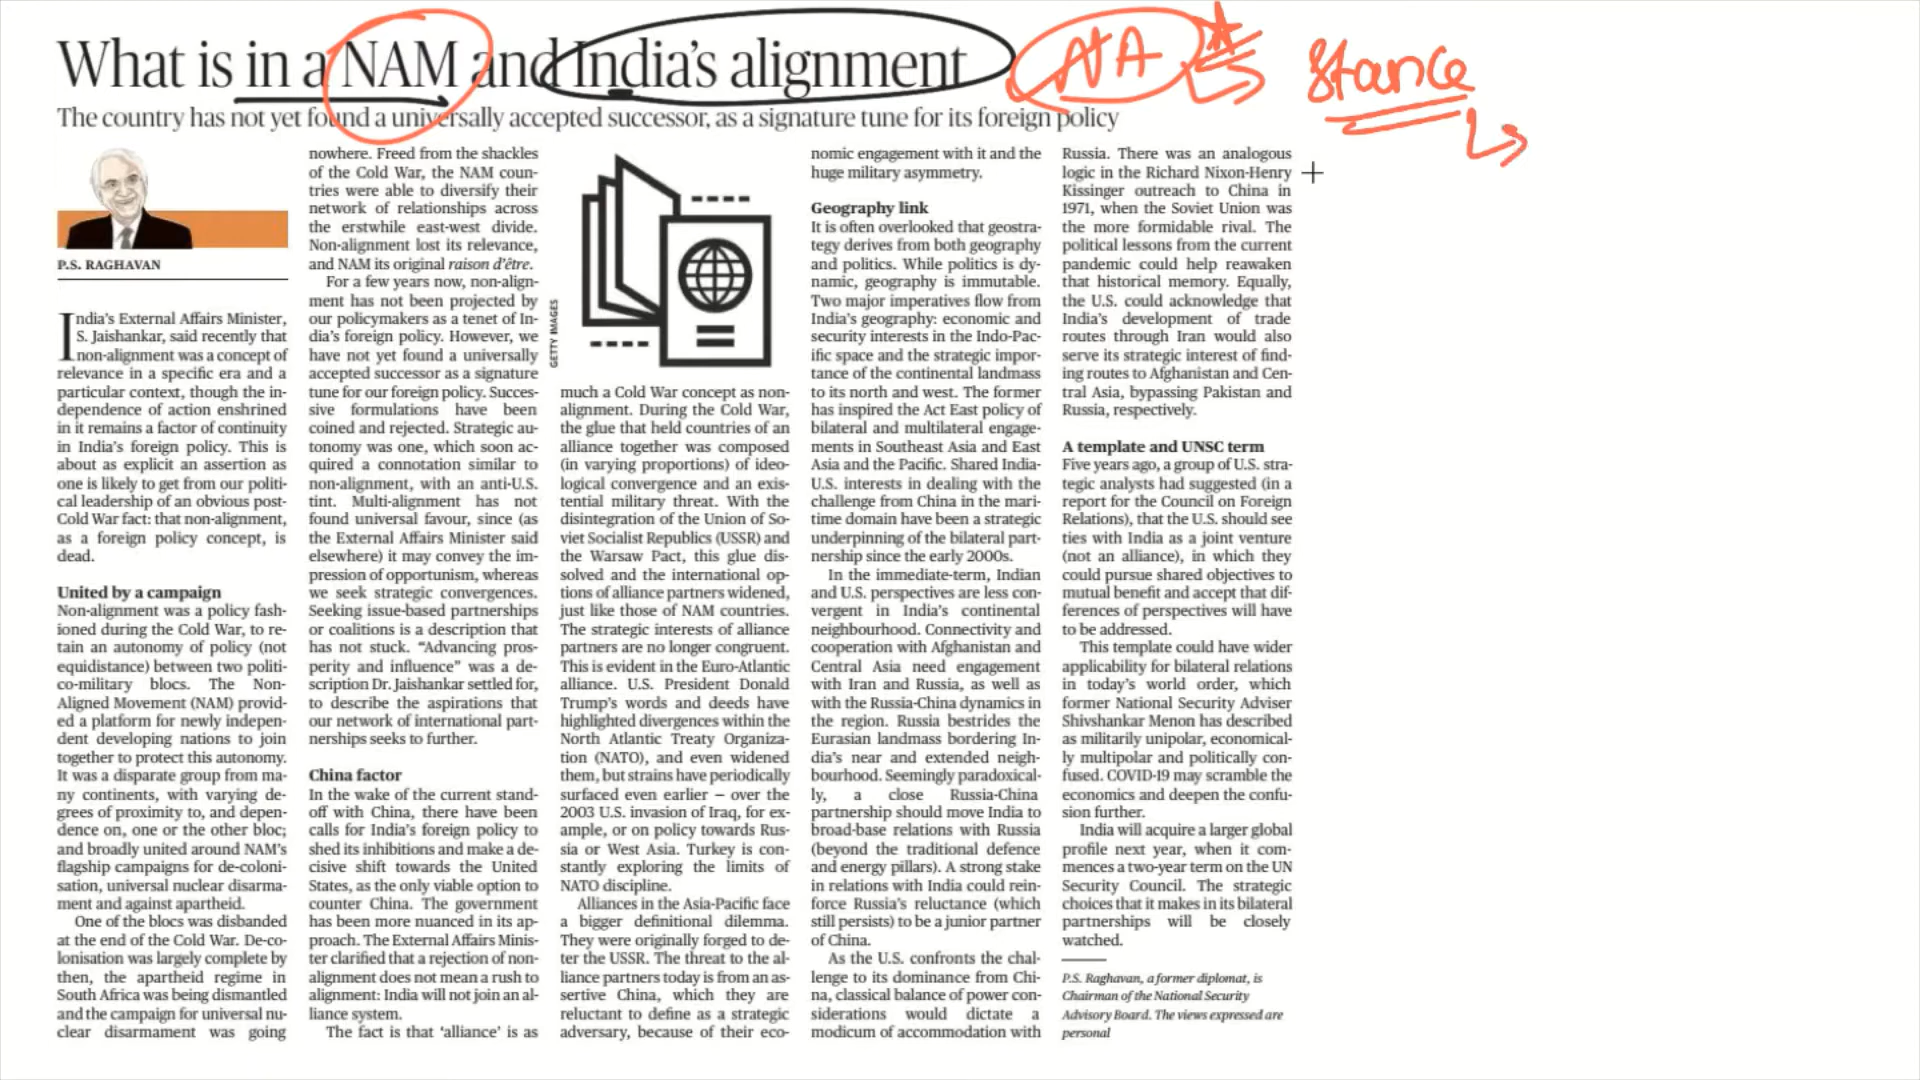 What is in a NAM and India's alignment
NA
Stance
The country has not yet found a universally accepted successor, as a signature tune for its foreign policy
P.S. RAGHAVAN
India's External Affairs Minister,
S. Jaishankar, said recently that
non-alignment was a concept of
relevance in a specific era and a
particular context, though the in-
dependence of action enshrined
in it remains a factor of continuity
in India's foreign policy. This is
about as explicit an assertion as
one is likely to get from our politi-
cal leadership of an obvious post-
Cold War fact: that non-alignment,
as a foreign policy concept, is
dead.
United by a campaign
Non-alignment was a policy fash-
ioned during the Cold War, to re-
tain an autonomy of policy (not
equidistance) between two politi-
co-military blocs. The Non-
Aligned Movement (NAM) provid-
ed a platform for newly indepen-
dent developing nations to join
together to protect this autonomy.
It was a disparate group from ma-
ny continents, with varying de-
grees of proximity to, and depen-
dence on, one or the other bloc;
and broadly united around NAM's
flagship campaigns for de-coloni-
sation, universal nuclear disarma-
ment and against apartheid.
One of the blocs was disbanded
at the end of the Cold War. De-co-
lonisation was largely complete by
then, the apartheid regime in
South Africa was being dismantled
and the campaign for universal nu-
clear disarmament was going
nowhere. Freed from the shackles
of the Cold War, the NAM coun-
tries were able to diversify their
network of relationships across
the erstwhile east-west divide.
Non-alignment lost its relevance,
and NAM its original raison d'être.
For a few years now, non-align-
ment has not been projected by
our policymakers as a tenet of In-
dia's foreign policy. However, we
have not yet found a universally
accepted successor as a signature
tune for our foreign policy. Succes-
sive formulations have been
coined and rejected. Strategic au-
tonomy was one, which soon ac-
quired a connotation similar to
non-alignment, with an anti-U.S.
tint. Multi-alignment has not
found universal favour, since (as
the External Affairs Minister said
elsewhere) it may convey the im-
pression of opportunism, whereas
we seek strategic convergences.
Seeking issue-based partnerships
or coalitions is a description that
has not stuck. “Advancing pros-
perity and influence” was a de-
scription Dr. Jaishankar settled for,
to describe the aspirations that
our network of international part-
nerships seeks to further.
China factor
In the wake of the current stand-
off with China, there have been
calls for India's foreign policy to
shed its inhibitions and make a de-
cisive shift towards the United
States, as the only viable option to
counter China. The government
has been more nuanced in its ap-
proach. The External Affairs Minis-
ter clarified that a rejection of non-
alignment does not mean a rush to
alignment: India will not join an al-
liance system.
The fact is that ‘alliance’ is as
GETTY IMAGES
much a Cold War concept as non-
alignment. During the Cold War,
the glue that held countries of an
alliance together was composed
(in varying proportions) of ideo-
logical convergence and an exis-
tential military threat. With the
disintegration of the Union of So-
viet Socialist Republics (USSR) and
the Warsaw Pact, this glue dis-
solved and the international op-
tions of alliance partners widened,
just like those of NAM countries.
The strategic interests of alliance
partners are no longer congruent.
This is evident in the Euro-Atlantic
alliance. U.S. President Donald
Trump's words and deeds have
highlighted divergences within the
North Atlantic Treaty Organiza-
tion (NATO), and even widened
them, but strains have periodically
surfaced even earlier – over the
2003 U.S. invasion of Iraq, for ex-
ample, or on policy towards Rus-
sia or West Asia. Turkey is con-
stantly exploring the limits of
NATO discipline.
Alliances in the Asia-Pacific face
a bigger definitional dilemma.
They were originally forged to de-
ter the USSR. The threat to the al-
liance partners today is from an as-
sertive China, which they are
reluctant to define as a strategic
adversary, because of their eco-
nomic engagement with it and the
huge military asymmetry.
Geography link
It is often overlooked that geostra-
tegy derives from both geography
and politics. While politics is dy-
namic, geography is immutable.
Two major imperatives flow from
India's geography: economic and
security interests in the Indo-Pac-
ific space and the strategic impor-
tance of the continental landmass
to its north and west. The former
has inspired the Act East policy of
bilateral and multilateral engage-
ments in Southeast Asia and East
Asia and the Pacific. Shared India-
U.S. interests in dealing with the
challenge from China in the mari-
time domain have been a strategic
underpinning of the bilateral part-
nership since the early 2000s.
In the immediate-term, Indian
and U.S. perspectives are less con-
vergent in India's continental
neighbourhood. Connectivity and
cooperation with Afghanistan and
Central Asia need engagement
with Iran and Russia, as well as
with the Russia-China dynamics in
the region. Russia bestrides the
Eurasian landmass bordering In-
dia's near and extended neigh-
bourhood. Seemingly paradoxical-
ly, a close Russia-China
partnership should move India to
broad-base relations with Russia
(beyond the traditional defence
and energy pillars). A strong stake
in relations with India could rein-
force Russia's reluctance (which
still persists) to be a junior partner
of China.
As the U.S. confronts the chal-
lenge to its dominance from Chi-
na, classical balance of power con-
siderations would dictate a
modicum of accommodation with
Russia. There was an analogous
logic in the Richard Nixon-Henry
Kissinger outreach to China in
1971, when the Soviet Union was
the more formidable rival. The
political lessons from the current
pandemic could help reawaken
that historical memory. Equally,
the U.S. could acknowledge that
India's development of trade
routes through Iran would also
serve its strategic interest of find-
ing routes to Afghanistan and Cen-
tral Asia, bypassing Pakistan and
Russia, respectively.
A template and UNSC term
Five years ago, a group of U.S. stra-
tegic analysts had suggested (in a
report for the Council on Foreign
Relations), that the U.S. should see
ties with India as a joint venture
(not an alliance), in which they
could pursue shared objectives to
mutual benefit and accept that dif-
ferences of perspectives will have
to be addressed.
This template could have wider
applicability for bilateral relations
in today's world order, which
former National Security Adviser
Shivshankar Menon has described
as militarily unipolar, economical-
ly multipolar and politically con-
fused. COVID-19 may scramble the
economics and deepen the confu-
sion further.
India will acquire a larger global
profile next year, when it com-
mences a two-year term on the UN
Security Council. The strategic
choices that it makes in its bilateral
partnerships will be closely
watched.
P.S. Raghavan, a former diplomat, is
Chairman of the National Security
Advisory Board. The views expressed are
personal